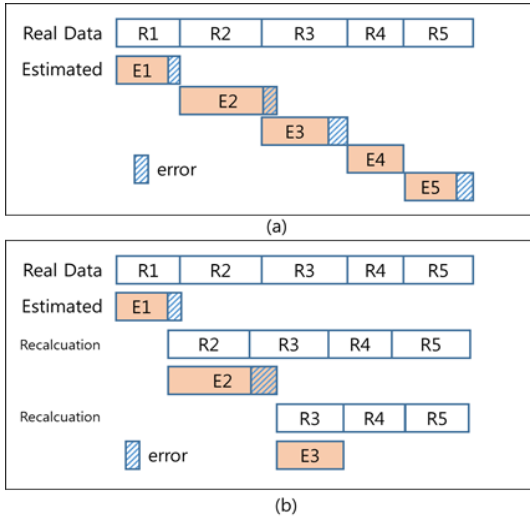 Real Data R1 R2 R3 R4 R5
Estimated E1
E2
E3
error E4
E5
(a)
Real Data R1 R2 R3 R4 R5
Estimated E1
Recalcuation R2 R3 R4 R5
E2
Recalcuation R3 R4 R5
error E3
(b)